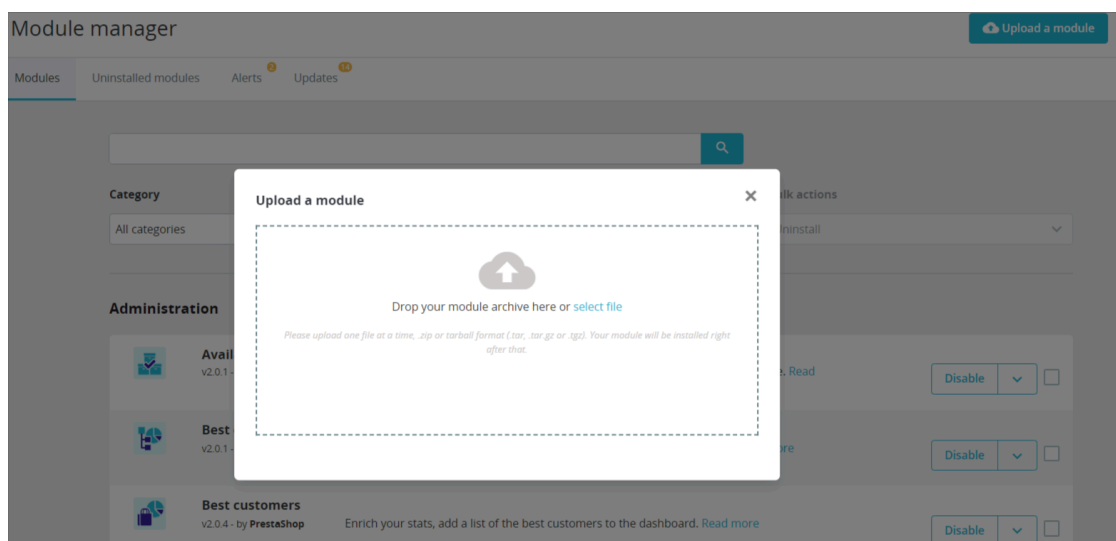 Module manager
Upload a module
Modules
Uninstalled modules
Alerts
2
Updates
14
Category
All categories
Upload a module
Drop your module archive here or select file
Please upload one file at a time, .zip or tarball format (.tar, .tar.gz or .tgz). Your module will be installed right
after that.
ulk actions
ninstall
Administration
Avail
v2.0.1 -
e. Read
Disable
Best
v2.0.1 -
ore
Disable
Best customers
v2.0.4 - by PrestaShop
Enrich your stats, add a list of the best customers to the dashboard. Read more
Disable